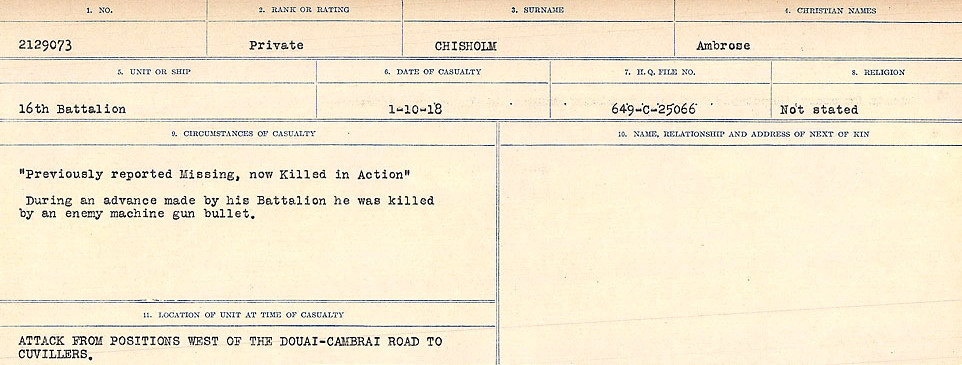 1. NO. 2. RANK OR RATING 3. SURNAME 4. CHRISTIAN NAMES
2129073 Private CHISHOLM Ambrose
5. UNIT OR SHIP 6. DATE OF CASUALTY 7. H.Q. FILE NO. 8. RELIGION
16th Battalion 1-10-18 649-C-25066 Not stated
9. CIRCUMSTANCES OF CASUALTY 10. NAME, RELATIONSHIP AND ADDRESS OF NEXT OF KIN
"Previously reported Missing, now Killed in Action"
During an advance made by his Battalion he was killed
by an enemy machine gun bullet.
11. LOCATION OF UNIT AT TIME OF CASUALTY
ATTACK FROM POSITIONS WEST OF THE DOUAI-CAMBRAI ROAD TO
CUVILLERS.